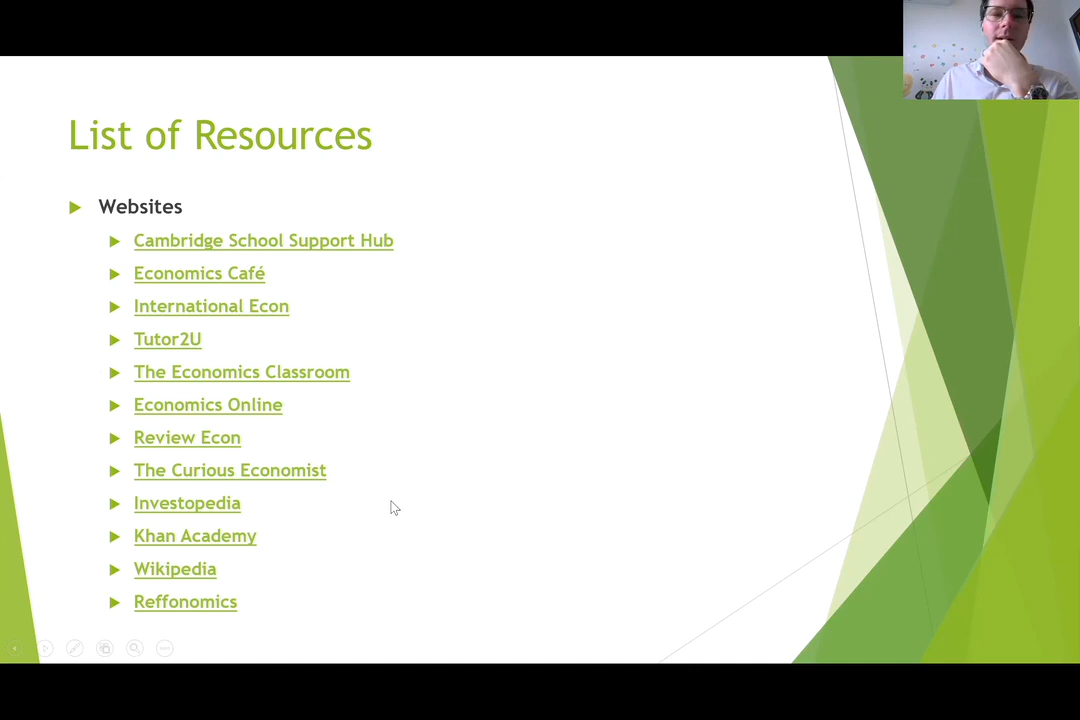 List of Resources
Websites
Cambridge School Support Hub
Economics Café
International Econ
Tutor2U
The Economics Classroom
Economics Online
Review Econ
The Curious Economist
Investopedia
Khan Academy
Wikipedia
Reffonomics